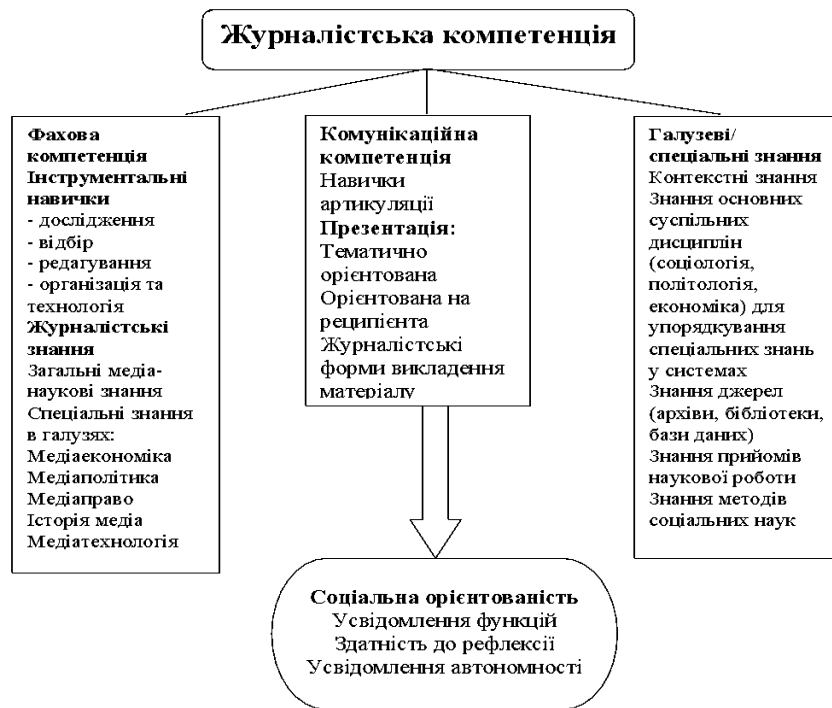 Журналістська компетенція
Фахова
компетенція
Інструментальні
навички
- дослідження
- відбір
- редагування
- організація та
технологія
Журналістські
знання
Загальні медіа-
наукові знання
Спеціальні знання
в галузях:
Медіаекономіка
Медіаполітика
Медіаправо
Історія медіа
Медіатехнологія
Комунікаційна
компетенція
Навички
артикуляції
Презентація:
Тематично
орієнтована
Орієнтована на
реципієнта
Журналістські
форми викладення
матеріалу
Галузеві/
спеціальні знання
Контекстні знання
Знання основних
суспільних
дисциплін
(соціологія,
політологія,
економіка) для
упорядкування
спеціальних знань
у системах
Знання джерел
(архіви, бібліотеки,
бази даних)
Знання прийомів
наукової роботи
Знання методів
соціальних наук
Соціальна орієнтованість
Усвідомлення функцій
Здатність до рефлексії
Усвідомлення автономності